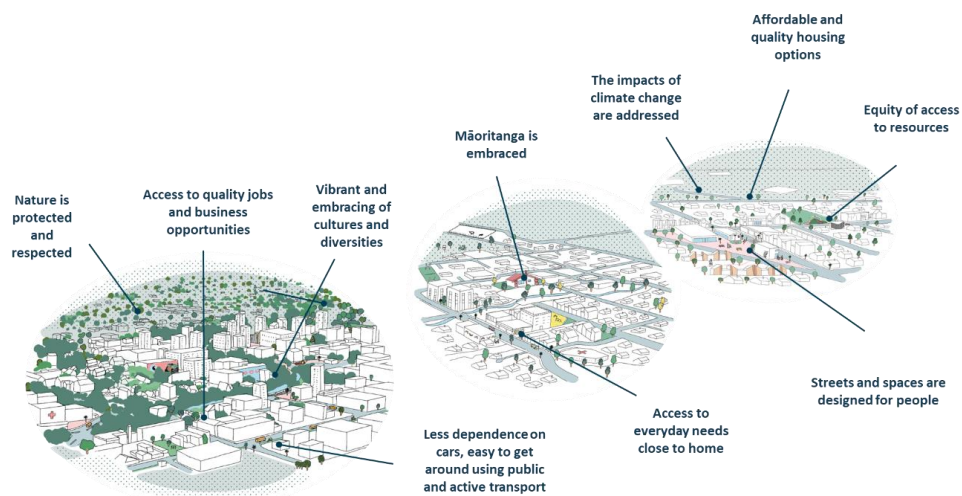 Affordable and
quality housing
options
The impacts of
climate change
are addressed
Equity of access
to resources
Māoritanga is
embraced
Nature is
protected
and
respected
Access to quality jobs
and business
opportunities
Vibrant and
embracing of
cultures and
diversities
Streets and spaces are
designed for people
Access to
everyday needs
close to home
Less dependence on
cars, easy to get
around using public
and active transport